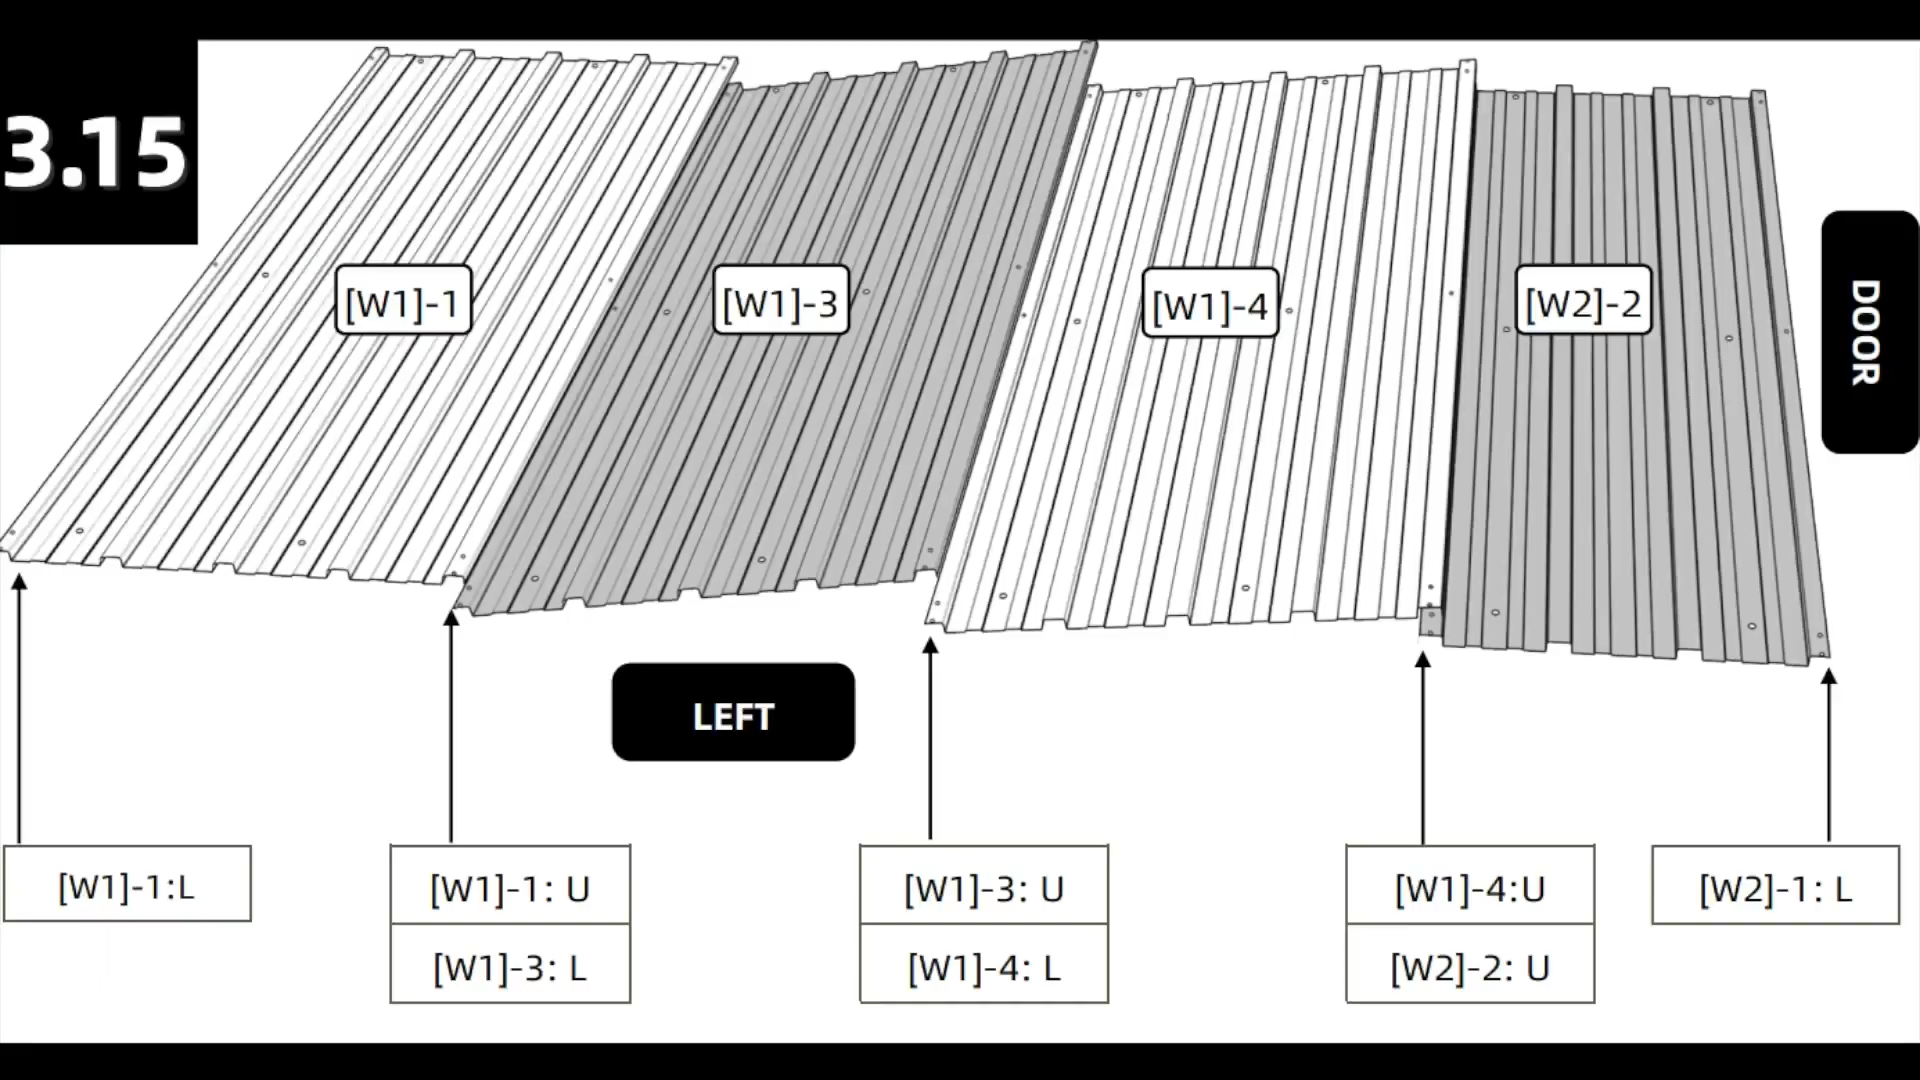 3.15
[W1]-1
[W1]-3
[W1]-4
[W2]-2
DOOR
LEFT
[W1]-1:L
[W1]-1: U
[W1]-3: L
[W1]-3: U
[W1]-4: L
[W1]-4:U
[W2]-2: U
[W2]-1: L